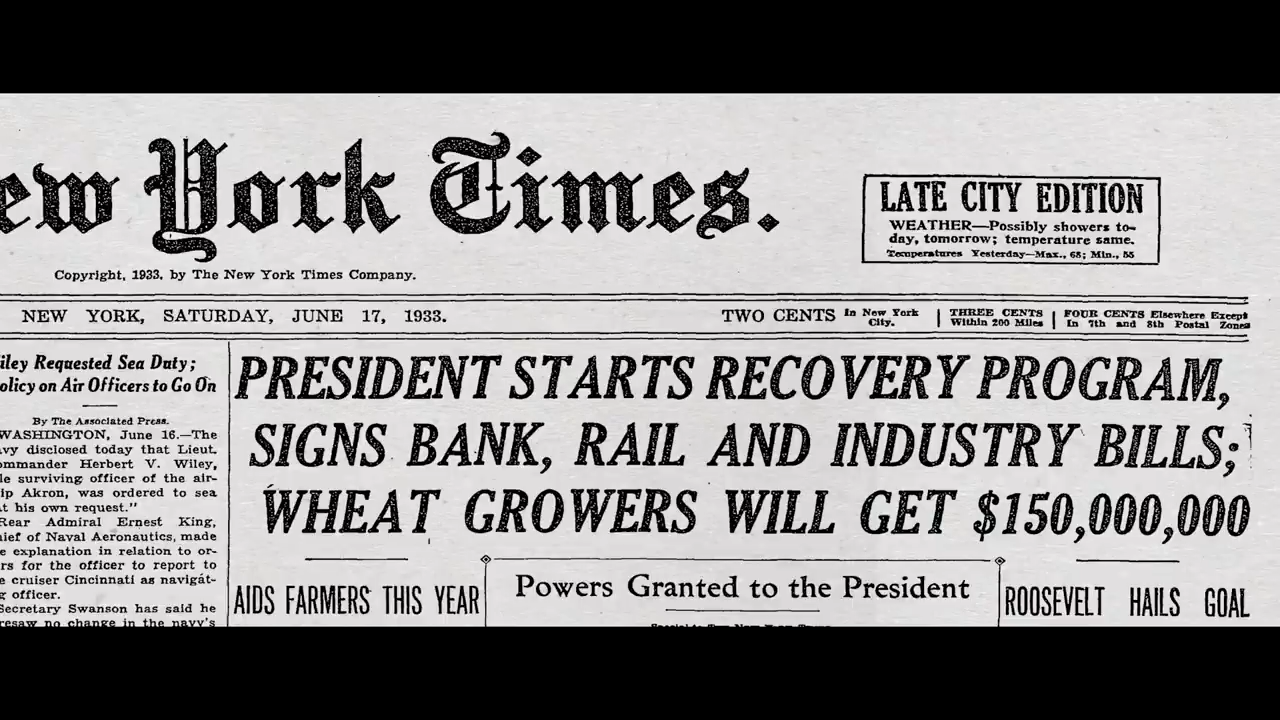 ew York Times.
LATE CITY EDITION
WEATHER—Possibly showers to-
day, tomorrow; temperature same.
Temperatures Yesterday—Max., 68; Min., 55
Copyright, 1933, by The New York Times Company.
NEW YORK, SATURDAY, JUNE 17, 1933.
TWO CENTS In New York City.
THREE CENTS Within 200 Miles
FOUR CENTS Elsewhere Except In 7th and 8th Postal Zones
iley Requested Sea Duty;
olicy on Air Officers to Go On
By The Associated Press.
WASHINGTON, June 16.—The
avy disclosed today that Lieut.
ommander Herbert V. Wiley,
le surviving officer of the air-
ip Akron, was ordered to sea
at his own request."
Rear Admiral Ernest King,
hief of Naval Aeronautics, made
e explanation in relation to or-
rs for the officer to report to
e cruiser Cincinnati as navigat-
g officer.
Secretary Swanson has said he
resaw no change in the navy's
PRESIDENT STARTS RECOVERY PROGRAM,
SIGNS BANK, RAIL AND INDUSTRY BILLS;
WHEAT GROWERS WILL GET $150,000,000
AIDS FARMERS THIS YEAR
Powers Granted to the President
ROOSEVELT HAILS GOAL